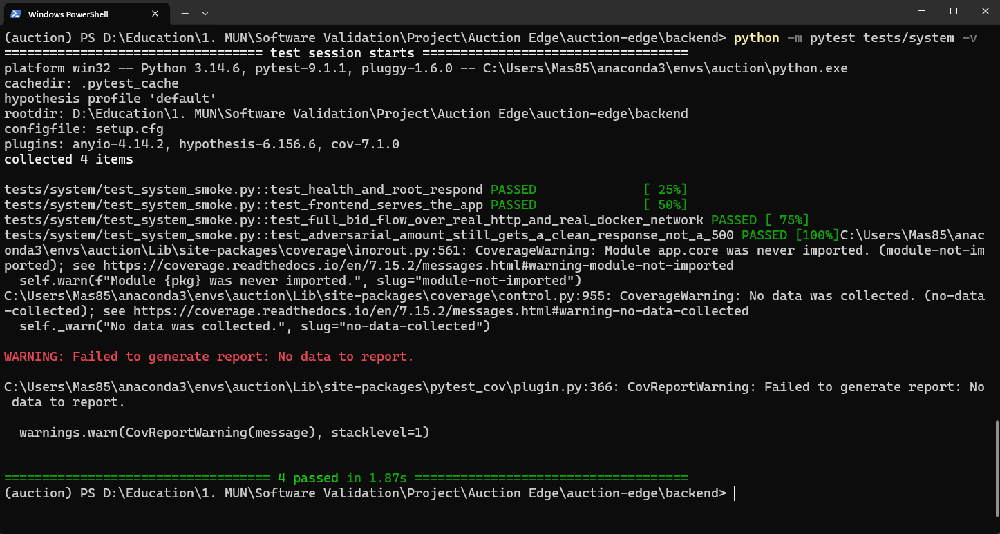 Windows PowerShell
(auction) PS D:\Education\1. MUN\Software Validation\Project\Auction Edge\auction-edge\backend> python -m pytest tests/system -v
================================== test session starts ===================================
platform win32 -- Python 3.14.6, pytest-9.1.1, pluggy-1.6.0 -- C:\Users\Mas85\anaconda3\envs\auction\python.exe
cachedir: .pytest_cache
hypothesis profile 'default'
rootdir: D:\Education\1. MUN\Software Validation\Project\Auction Edge\auction-edge\backend
configfile: setup.cfg
plugins: anyio-4.14.2, hypothesis-6.156.6, cov-7.1.0
collected 4 items
tests/system/test_system_smoke.py::test_health_and_root_respond PASSED              [ 25%]
tests/system/test_system_smoke.py::test_frontend_serves_the_app PASSED              [ 50%]
tests/system/test_system_smoke.py::test_full_bid_flow_over_real_http_and_real_docker_network PASSED [ 75%]
tests/system/test_system_smoke.py::test_adversarial_amount_still_gets_a_clean_response_not_a_500 PASSED [100%]C:\Users\Mas85\anac
onda3\envs\auction\Lib\site-packages\coverage\inorout.py:561: CoverageWarning: Module app.core was never imported. (module-not-im
ported); see https://coverage.readthedocs.io/en/7.15.2/messages.html#warning-module-not-imported
  self.warn(f"Module {pkg} was never imported.", slug="module-not-imported")
C:\Users\Mas85\anaconda3\envs\auction\Lib\site-packages\coverage\control.py:955: CoverageWarning: No data was collected. (no-data
-collected); see https://coverage.readthedocs.io/en/7.15.2/messages.html#warning-no-data-collected
  self._warn("No data was collected.", slug="no-data-collected")
WARNING: Failed to generate report: No data to report.
C:\Users\Mas85\anaconda3\envs\auction\Lib\site-packages\pytest_cov\plugin.py:366: CovReportWarning: Failed to generate report: No
 data to report.
  warnings.warn(CovReportWarning(message), stacklevel=1)
=================================== 4 passed in 1.87s ====================================
(auction) PS D:\Education\1. MUN\Software Validation\Project\Auction Edge\auction-edge\backend>